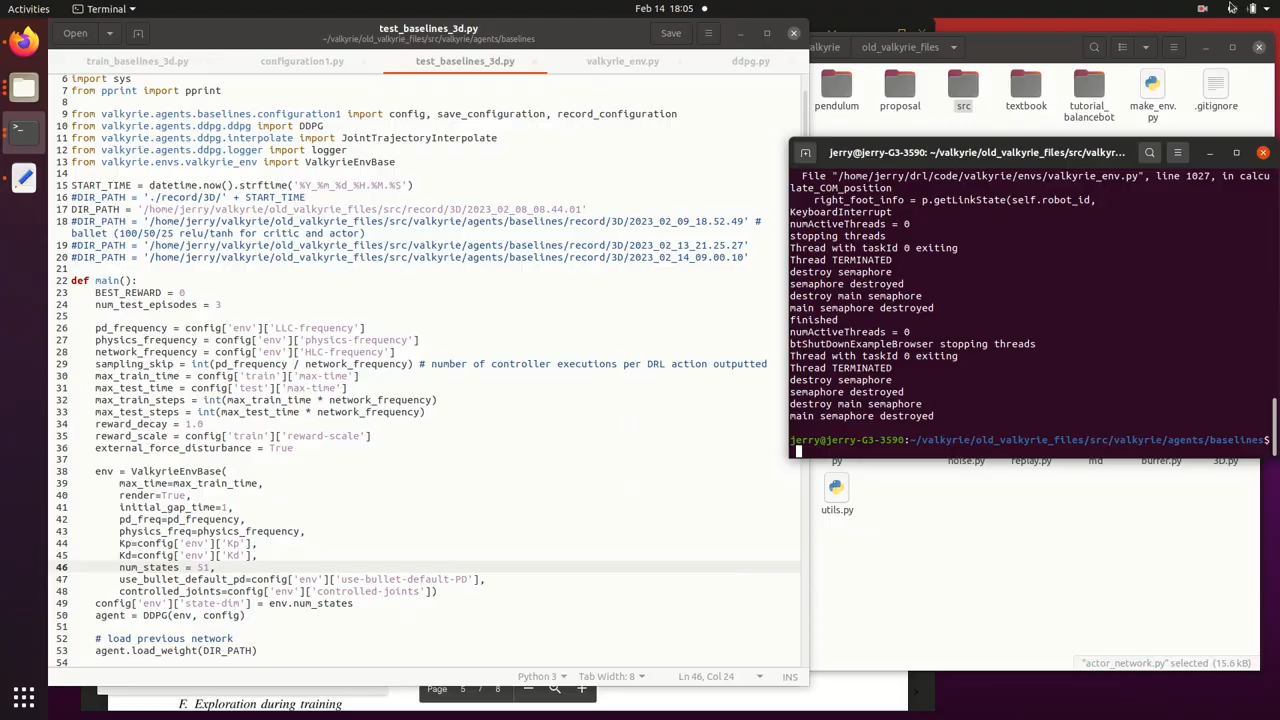 Activities
Terminal
Feb 14 18:05
Open
test_baselines_3d.py
~/valkyrie/old_valkyrie_files/src/valkyrie/agents/baselines
Save
train_baselines_3d.py
configuration1.py
test_baselines_3d.py
valkyrie_env.py
ddpg.py
6 import sys
7 from pprint import pprint
8
9 from valkyrie.agents.baselines.configuration1 import config, save_configuration, record_configuration
10 from valkyrie.agents.ddpg.ddpg import DDPG
11 from valkyrie.agents.ddpg.interpolate import JointTrajectoryInterpolate
12 from valkyrie.agents.ddpg.logger import logger
13 from valkyrie.envs.valkyrie_env import ValkyrieEnvBase
14
15 START_TIME = datetime.now().strftime('%Y_%m_%d_%H.%M.%S')
16 #DIR_PATH = './record/3D/' + START_TIME
17 DIR_PATH = '/home/jerry/valkyrie/old_valkyrie_files/src/record/3D/2023_02_08_08.44.01'
18 #DIR_PATH = '/home/jerry/valkyrie/old_valkyrie_files/src/valkyrie/agents/baselines/record/3D/2023_02_09_18.52.49' #
ballet (100/50/25 relu/tanh for critic and actor)
19 #DIR_PATH = '/home/jerry/valkyrie/old_valkyrie_files/src/valkyrie/agents/baselines/record/3D/2023_02_13_21.25.27'
20 #DIR_PATH = '/home/jerry/valkyrie/old_valkyrie_files/src/valkyrie/agents/baselines/record/3D/2023_02_14_09.00.10'
21
22 def main():
23 BEST_REWARD = 0
24 num_test_episodes = 3
25
26 pd_frequency = config['env']['LLC-frequency']
27 physics_frequency = config['env']['physics-frequency']
28 network_frequency = config['env']['HLC-frequency']
29 sampling_skip = int(pd_frequency / network_frequency) # number of controller executions per DRL action outputted
30 max_train_time = config['train']['max-time']
31 max_test_time = config['test']['max-time']
32 max_train_steps = int(max_train_time * network_frequency)
33 max_test_steps = int(max_test_time * network_frequency)
34 reward_decay = 1.0
35 reward_scale = config['train']['reward-scale']
36 external_force_disturbance = True
37
38 env = ValkyrieEnvBase(
39 max_time=max_train_time,
40 render=True,
41 initial_gap_time=1,
42 pd_freq=pd_frequency,
43 physics_freq=physics_frequency,
44 Kp=config['env']['Kp'],
45 Kd=config['env']['Kd'],
46 num_states = 51,
47 use_bullet_default_pd=config['env']['use-bullet-default-PD'],
48 controlled_joints=config['env']['controlled-joints'])
49 config['env']['state-dim'] = env.num_states
50 agent = DDPG(env, config)
51
52 # load previous network
53 agent.load_weight(DIR_PATH)
54
Python 3
Tab Width: 8
Ln 46, Col 24
INS
Page 5 / 8
F. Exploration during training
old_valkyrie_files
pendulum
proposal
src
textbook
tutorial_
balancebot
make_env.
py
.gitignore
jerry@jerry-G3-3590: ~/valkyrie/old_valkyrie_files/src/valkyr...
File "/home/jerry/drl/code/valkyrie/envs/valkyrie_env.py", line 1027, in calcu
late_COM_position
right_foot_info = p.getLinkState(self.robot_id,
KeyboardInterrupt
numActiveThreads = 0
stopping threads
Thread with taskId 0 exiting
Thread TERMINATED
destroy semaphore
semaphore destroyed
destroy main semaphore
main semaphore destroyed
finished
numActiveThreads = 0
btShutDownExampleBrowser stopping threads
Thread with taskId 0 exiting
Thread TERMINATED
destroy semaphore
semaphore destroyed
destroy main semaphore
main semaphore destroyed
jerry@jerry-G3-3590:~/valkyrie/old_valkyrie_files/src/valkyrie/agents/baselines$
py
noise.py
replay.py
md
3D.py
utils.py
"actor_network.py" selected (15.6 kB)